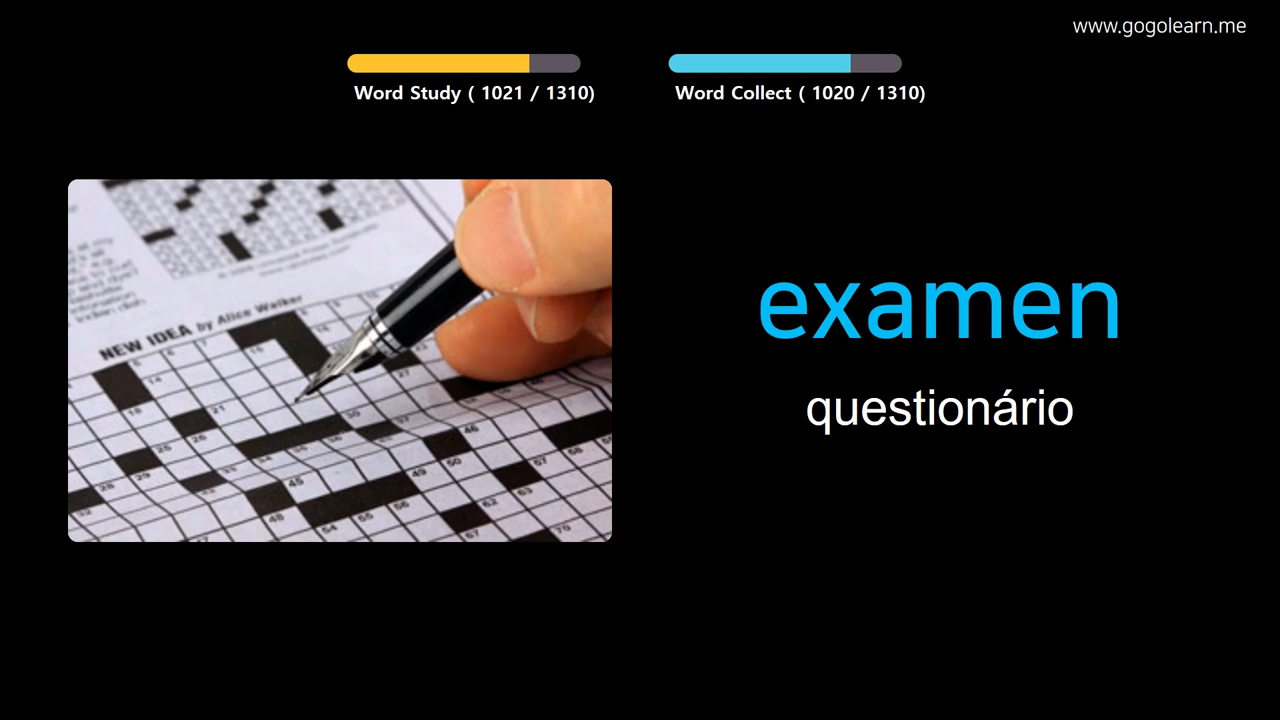 www.gogolearn.me
Word Study ( 1021 / 1310)
Word Collect ( 1020 / 1310)
NEW IDEA by Alice Walker
examen
questionário